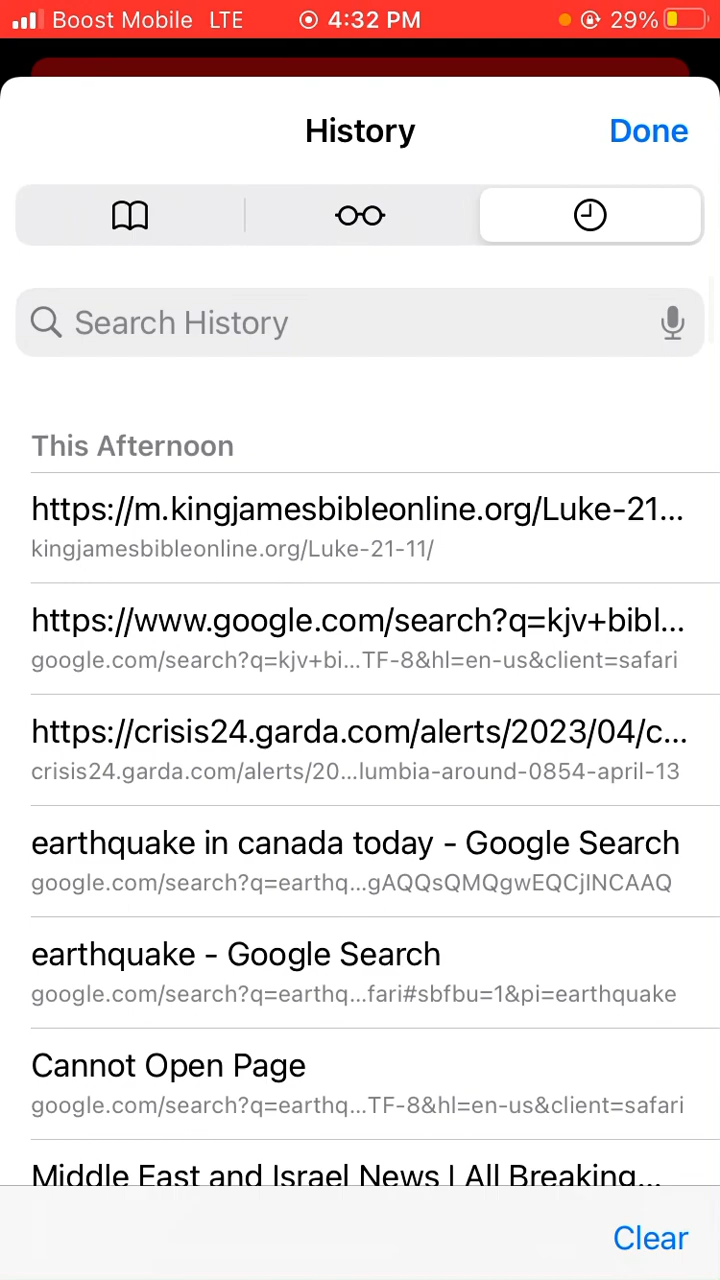 Boost Mobile LTE 4:32 PM 29%
History Done
Search History
This Afternoon
https://m.kingjamesbibleonline.org/Luke-21...
kingjamesbibleonline.org/Luke-21-11/
https://www.google.com/search?q=kjv+bibl...
google.com/search?q=kjv+bi...TF-8&hl=en-us&client=safari
https://crisis24.garda.com/alerts/2023/04/c...
crisis24.garda.com/alerts/20...lumbia-around-0854-april-13
earthquake in canada today - Google Search
google.com/search?q=earthq...gAQQsQMQgwEQCjINCAAQ
earthquake - Google Search
google.com/search?q=earthq...fari#sbfbu=1&pi=earthquake
Cannot Open Page
google.com/search?q=earthq...TF-8&hl=en-us&client=safari
Middle East and Israel News | All Breaking...
Clear